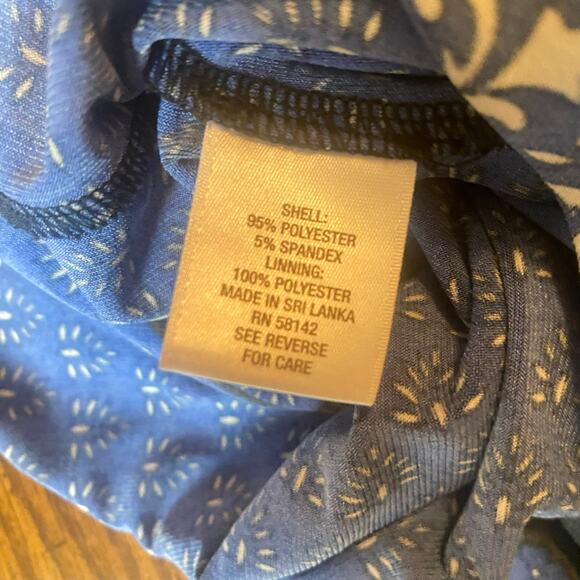 SHELL:
95% POLYESTER
5% SPANDEX
LINNING:
100% POLYESTER
MADE IN SRI LANKA
RN 58142
SEE REVERSE
FOR CARE